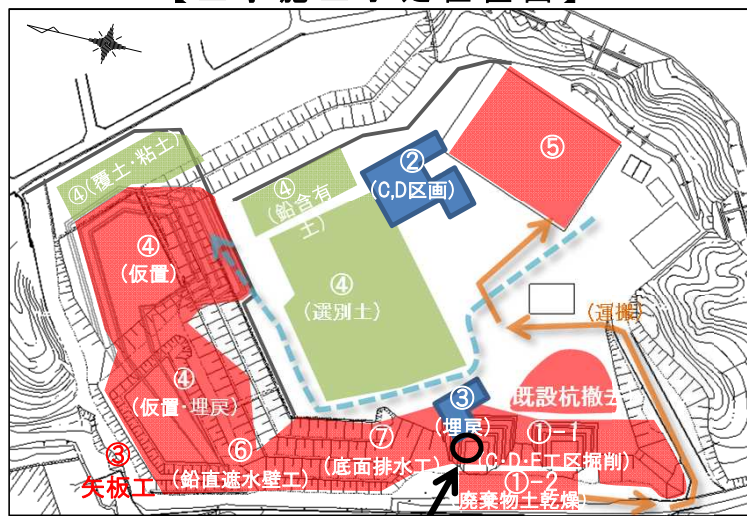 ④(覆土・粘土)
④
(鉛含有
土)
②
(C,D区画)
⑤
④
(仮置)
④
(選別土)
(運搬)
④
(仮置・埋戻)
③
(埋戻)
既設杭撤去
①-1
(C・D・E工区掘削)
③
矢板工
⑥
(鉛直遮水壁工)
⑦
(底面排水工)
①-2
(廃棄物土乾燥)